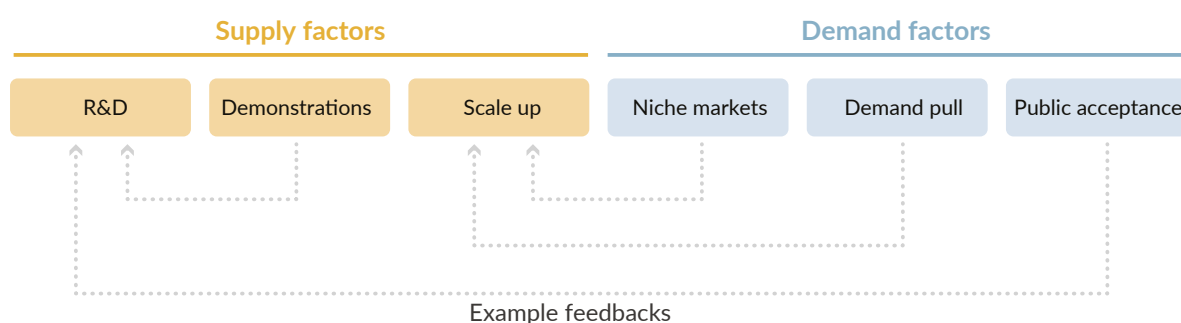 Supply factors
Demand factors
R&D
Demonstrations
Scale up
Niche markets
Demand pull
Public acceptance
Example feedbacks